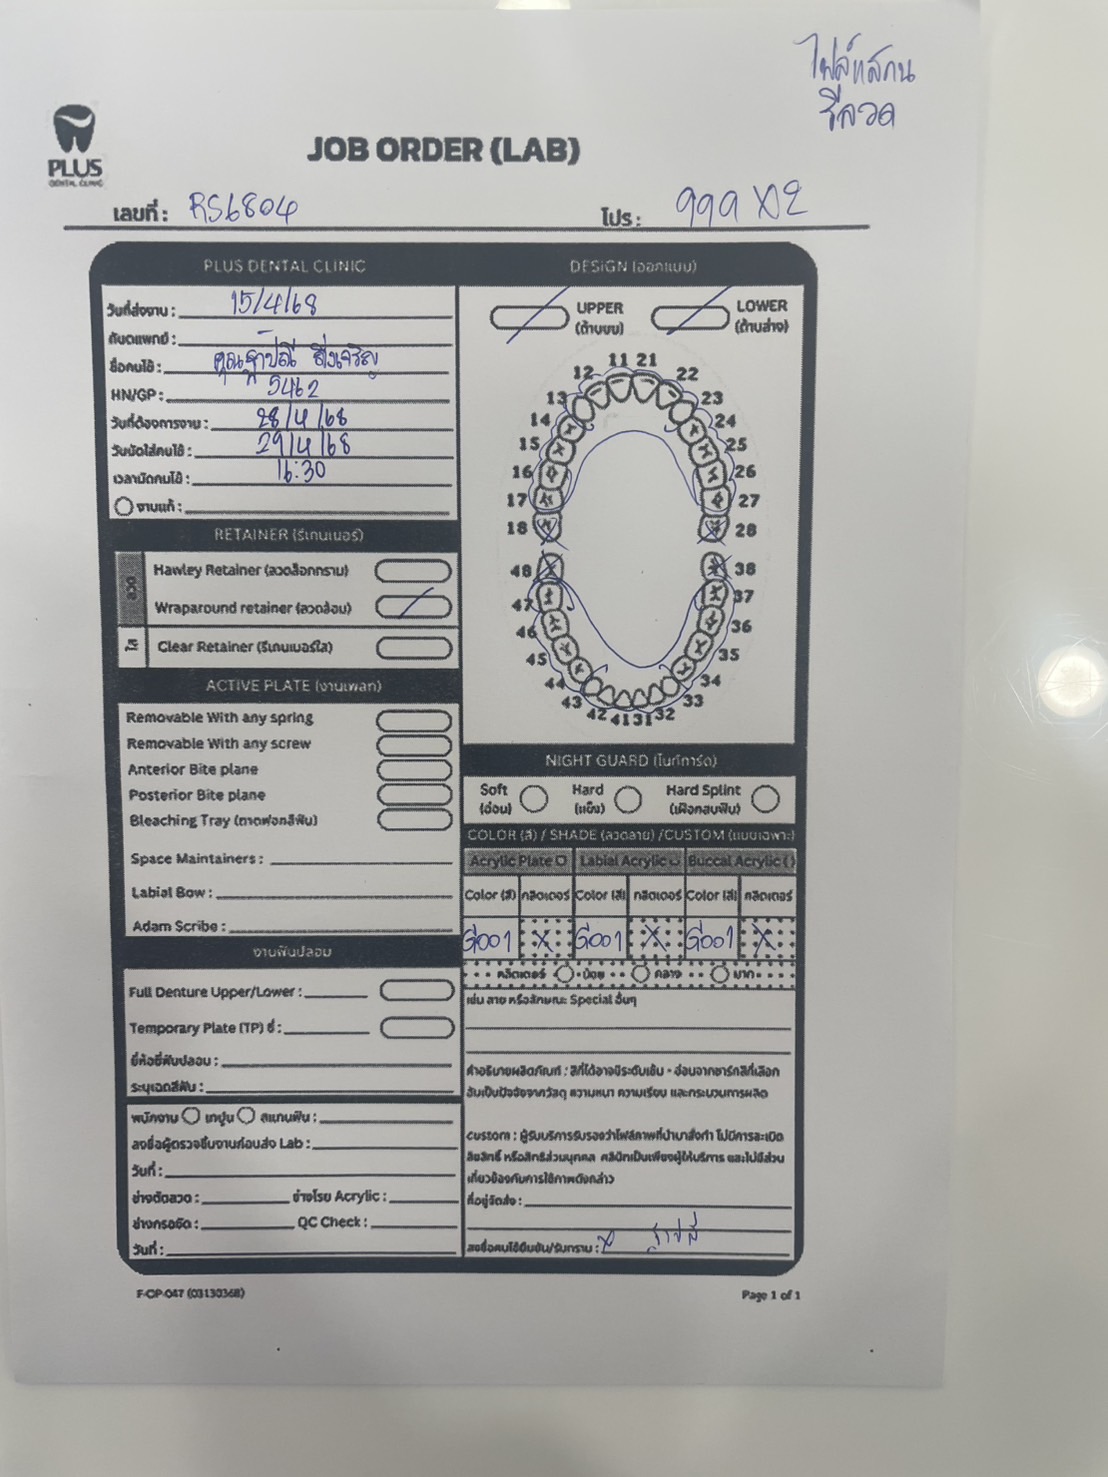 ไฟล์แสกน
รีลวด
PLUS
DENTAL CLINIC
JOB ORDER (LAB)
เลขที่ : RS6804
โปร : 999 X2
PLUS DENTAL CLINIC
วันที่ส่งงาน : 15/4/68
ทันตแพทย์ : -
ชื่อคนไข้ : คุณฐาปณี
HN/GP : 5462
วันที่ต้องการงาน : 28/4/68
วันนัดใส่คนไข้ : 29/4/68
เวลานัดคนไข้ : 16:30
งานแก้ :
RETAINER (รีเทนเนอร์)
ลวด
Hawley Retainer (ลวดล็อกกราม)
Wraparound retainer (ลวดล้อม)
ใส
Clear Retainer (รีเทนเนอร์ใส)
ACTIVE PLATE (งานเพลท)
Removable With any spring
Removable With any screw
Anterior Bite plane
Posterior Bite plane
Bleaching Tray (ถาดฟอกสีฟัน)
Space Maintainers :
Labial Bow :
Adam Scribe :
งานฟันปลอม
Full Denture Upper/Lower :
Temporary Plate (TP) ซี่ :
ยี่ห้อซี่ฟันปลอม :
ระบุเฉดสีฟัน :
พนักงาน เทปูน สแกนฟัน :
ลงชื่อผู้ตรวจชิ้นงานก่อนส่ง Lab :
วันที่ :
ช่างดัดลวด : ช่างโรย Acrylic :
ช่างกรอขัด : QC Check :
วันที่ :
DESIGN (ออกแบบ)
UPPER
(ด้านบน)
LOWER
(ด้านล่าง)
11 21
12 22
13 23
14 24
15 25
16 26
17 27
18 28
48 38
47 37
46 36
45 35
44 34
43 33
42 41 31 32
NIGHT GUARD (ไนท์การ์ด)
Soft
(อ่อน)
Hard
(แข็ง)
Hard Splint
(เฝือกสบฟัน)
COLOR (สี) / SHADE (ลวดลาย) /CUSTOM (แบบเฉพาะ)
Acrylic Plate Labial Acrylic Buccal Acrylic
Color (สี) กลิตเตอร์ Color (สี) กลิตเตอร์ Color (สี) กลิตเตอร์
G001 X G001 X G001 X
กลิตเตอร์ น้อย กลาง มาก
เช่น ลาย หรือลักษณะ Special อื่นๆ
คำอธิบายผลิตภัณฑ์ : สีที่ได้อาจมีระดับเข้ม - อ่อนจากชาร์ทสีที่เลือก
อันเป็นปัจจัยจากวัสดุ ความหนา ความเรียบ และกระบวนการผลิต
Custom : ผู้รับบริการรับรองว่าไฟล์ภาพที่นำมาสั่งทำ ไม่มีการละเมิด
ลิขสิทธิ์ หรือสิทธิส่วนบุคคล คลินิกเป็นเพียงผู้ให้บริการ และไม่มีส่วน
เกี่ยวข้องกับการใช้ภาพดังกล่าว
ที่อยู่จัดส่ง :
ลงชื่อคนไข้ยืนยัน/รับทราบ : x ฐาปณี
F-OP-047 (03130368)
Page 1 of 1